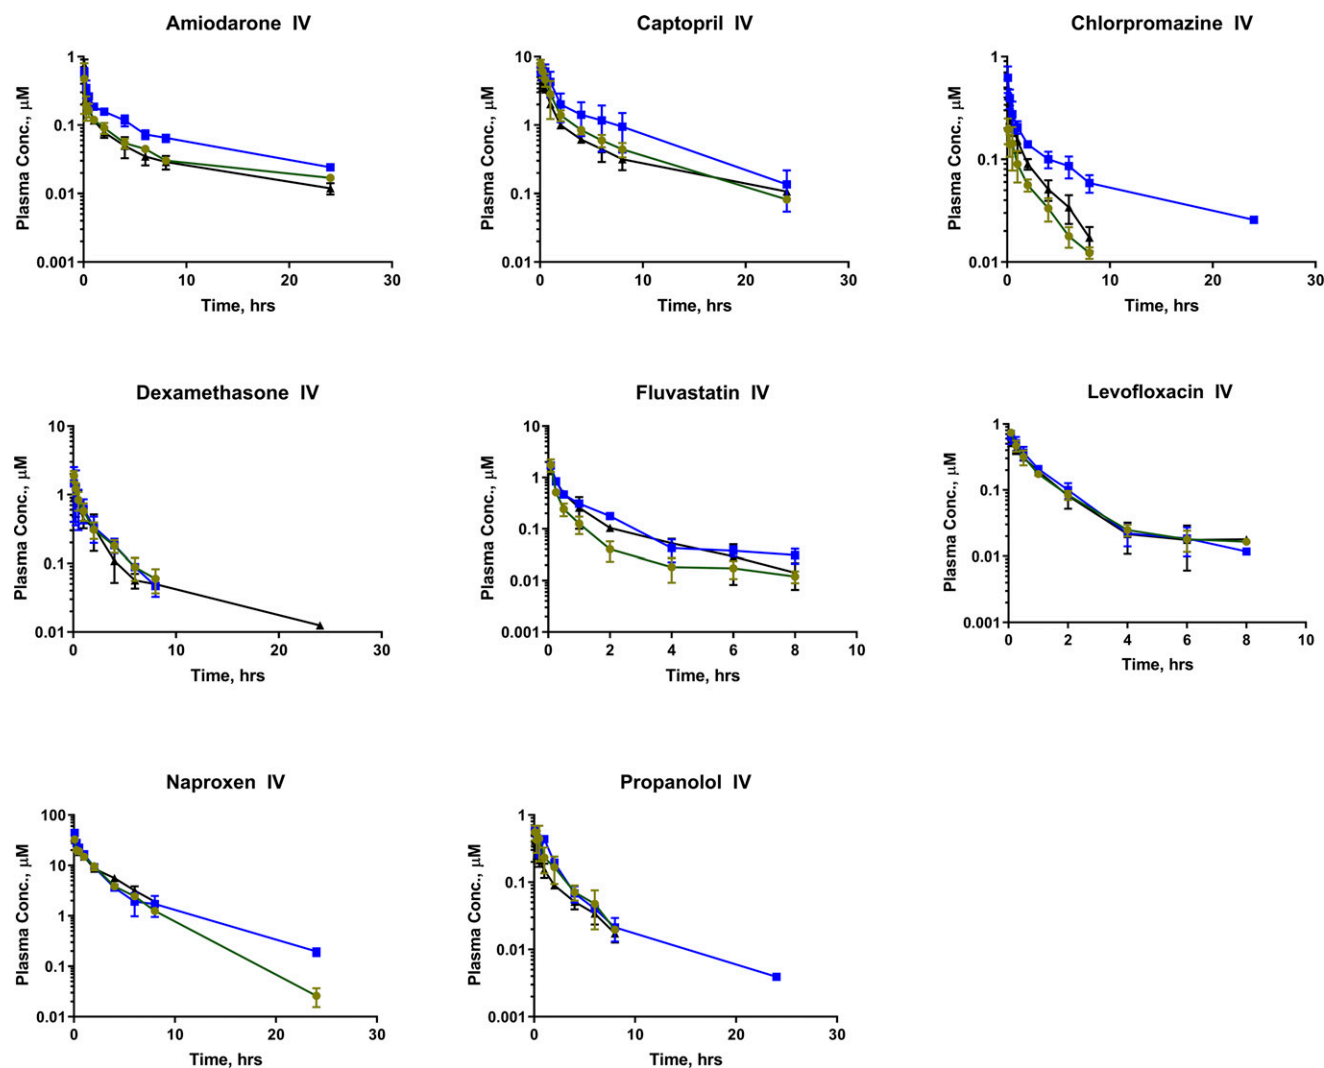 Amiodarone IV
Plasma Conc., µM
1
0.1
0.01
0.001
0
10
20
30
Time, hrs
Captopril IV
Plasma Conc., µM
10
1
0.1
0.01
0
10
20
30
Time, hrs
Chlorpromazine IV
Plasma Conc., µM
1
0.1
0.01
0
10
20
30
Time, hrs
Dexamethasone IV
Plasma Conc., µM
10
1
0.1
0.01
0
10
20
30
Time, hrs
Fluvastatin IV
Plasma Conc., µM
10
1
0.1
0.01
0.001
0
2
4
6
8
10
Time, hrs
Levofloxacin IV
Plasma Conc., µM
1
0.1
0.01
0.001
0
2
4
6
8
10
Time, hrs
Naproxen IV
Plasma Conc., µM
100
10
1
0.1
0.01
0
10
20
30
Time, hrs
Propanolol IV
Plasma Conc., µM
1
0.1
0.01
0.001
0
10
20
30
Time, hrs